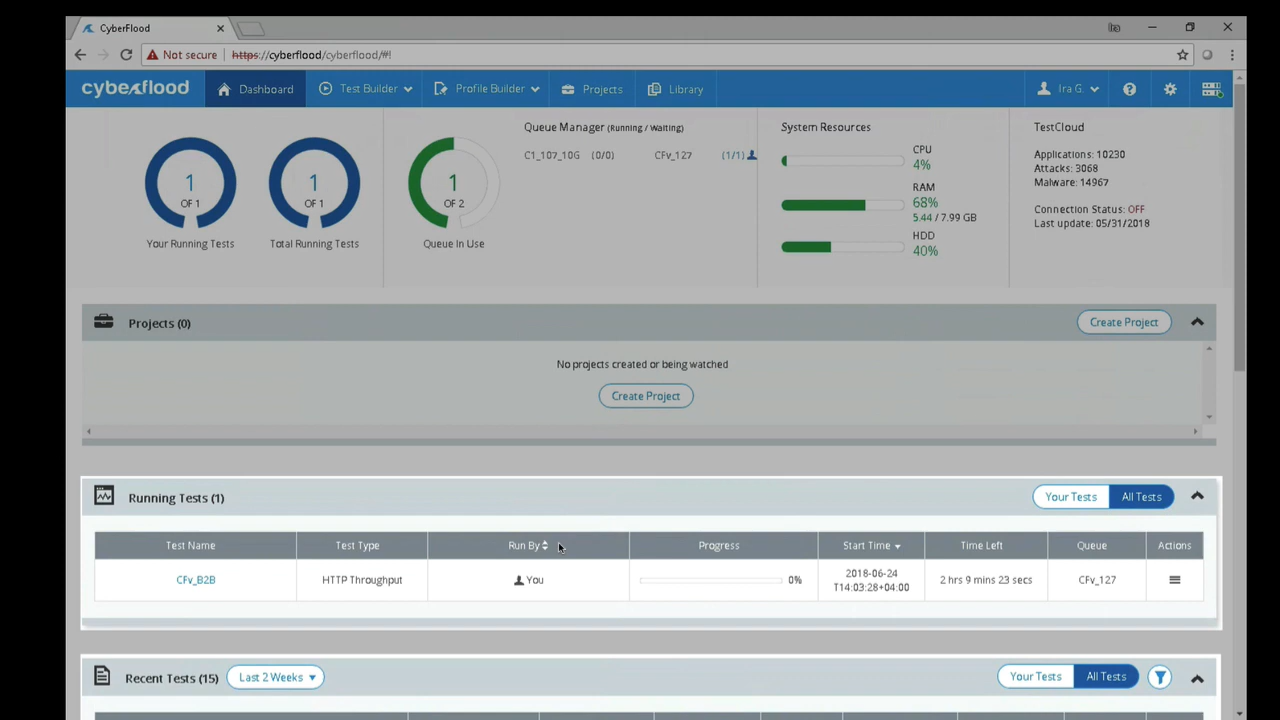 CyberFlood
Not secure https://cyberflood/cyberflood/#!
cyberflood Dashboard Test Builder Profile Builder Projects Library Ira G.
Queue Manager (Running / Waiting)
C1_107_10G (0/0) CFv_127 (1/1)
1
OF 1
Your Running Tests
1
OF 1
Total Running Tests
1
OF 2
Queue In Use
System Resources
CPU
4%
RAM
68%
5.44 / 7.99 GB
HDD
40%
TestCloud
Applications: 10230
Attacks: 3068
Malware: 14967
Connection Status: OFF
Last update: 05/31/2018
Projects (0) Create Project
No projects created or being watched
Create Project
Running Tests (1) Your Tests All Tests
Test Name Test Type Run By Progress Start Time Time Left Queue Actions
CFv_B2B HTTP Throughput You 0% 2018-06-24 T14:03:28+04:00 2 hrs 9 mins 23 secs CFv_127
Recent Tests (15) Last 2 Weeks Your Tests All Tests